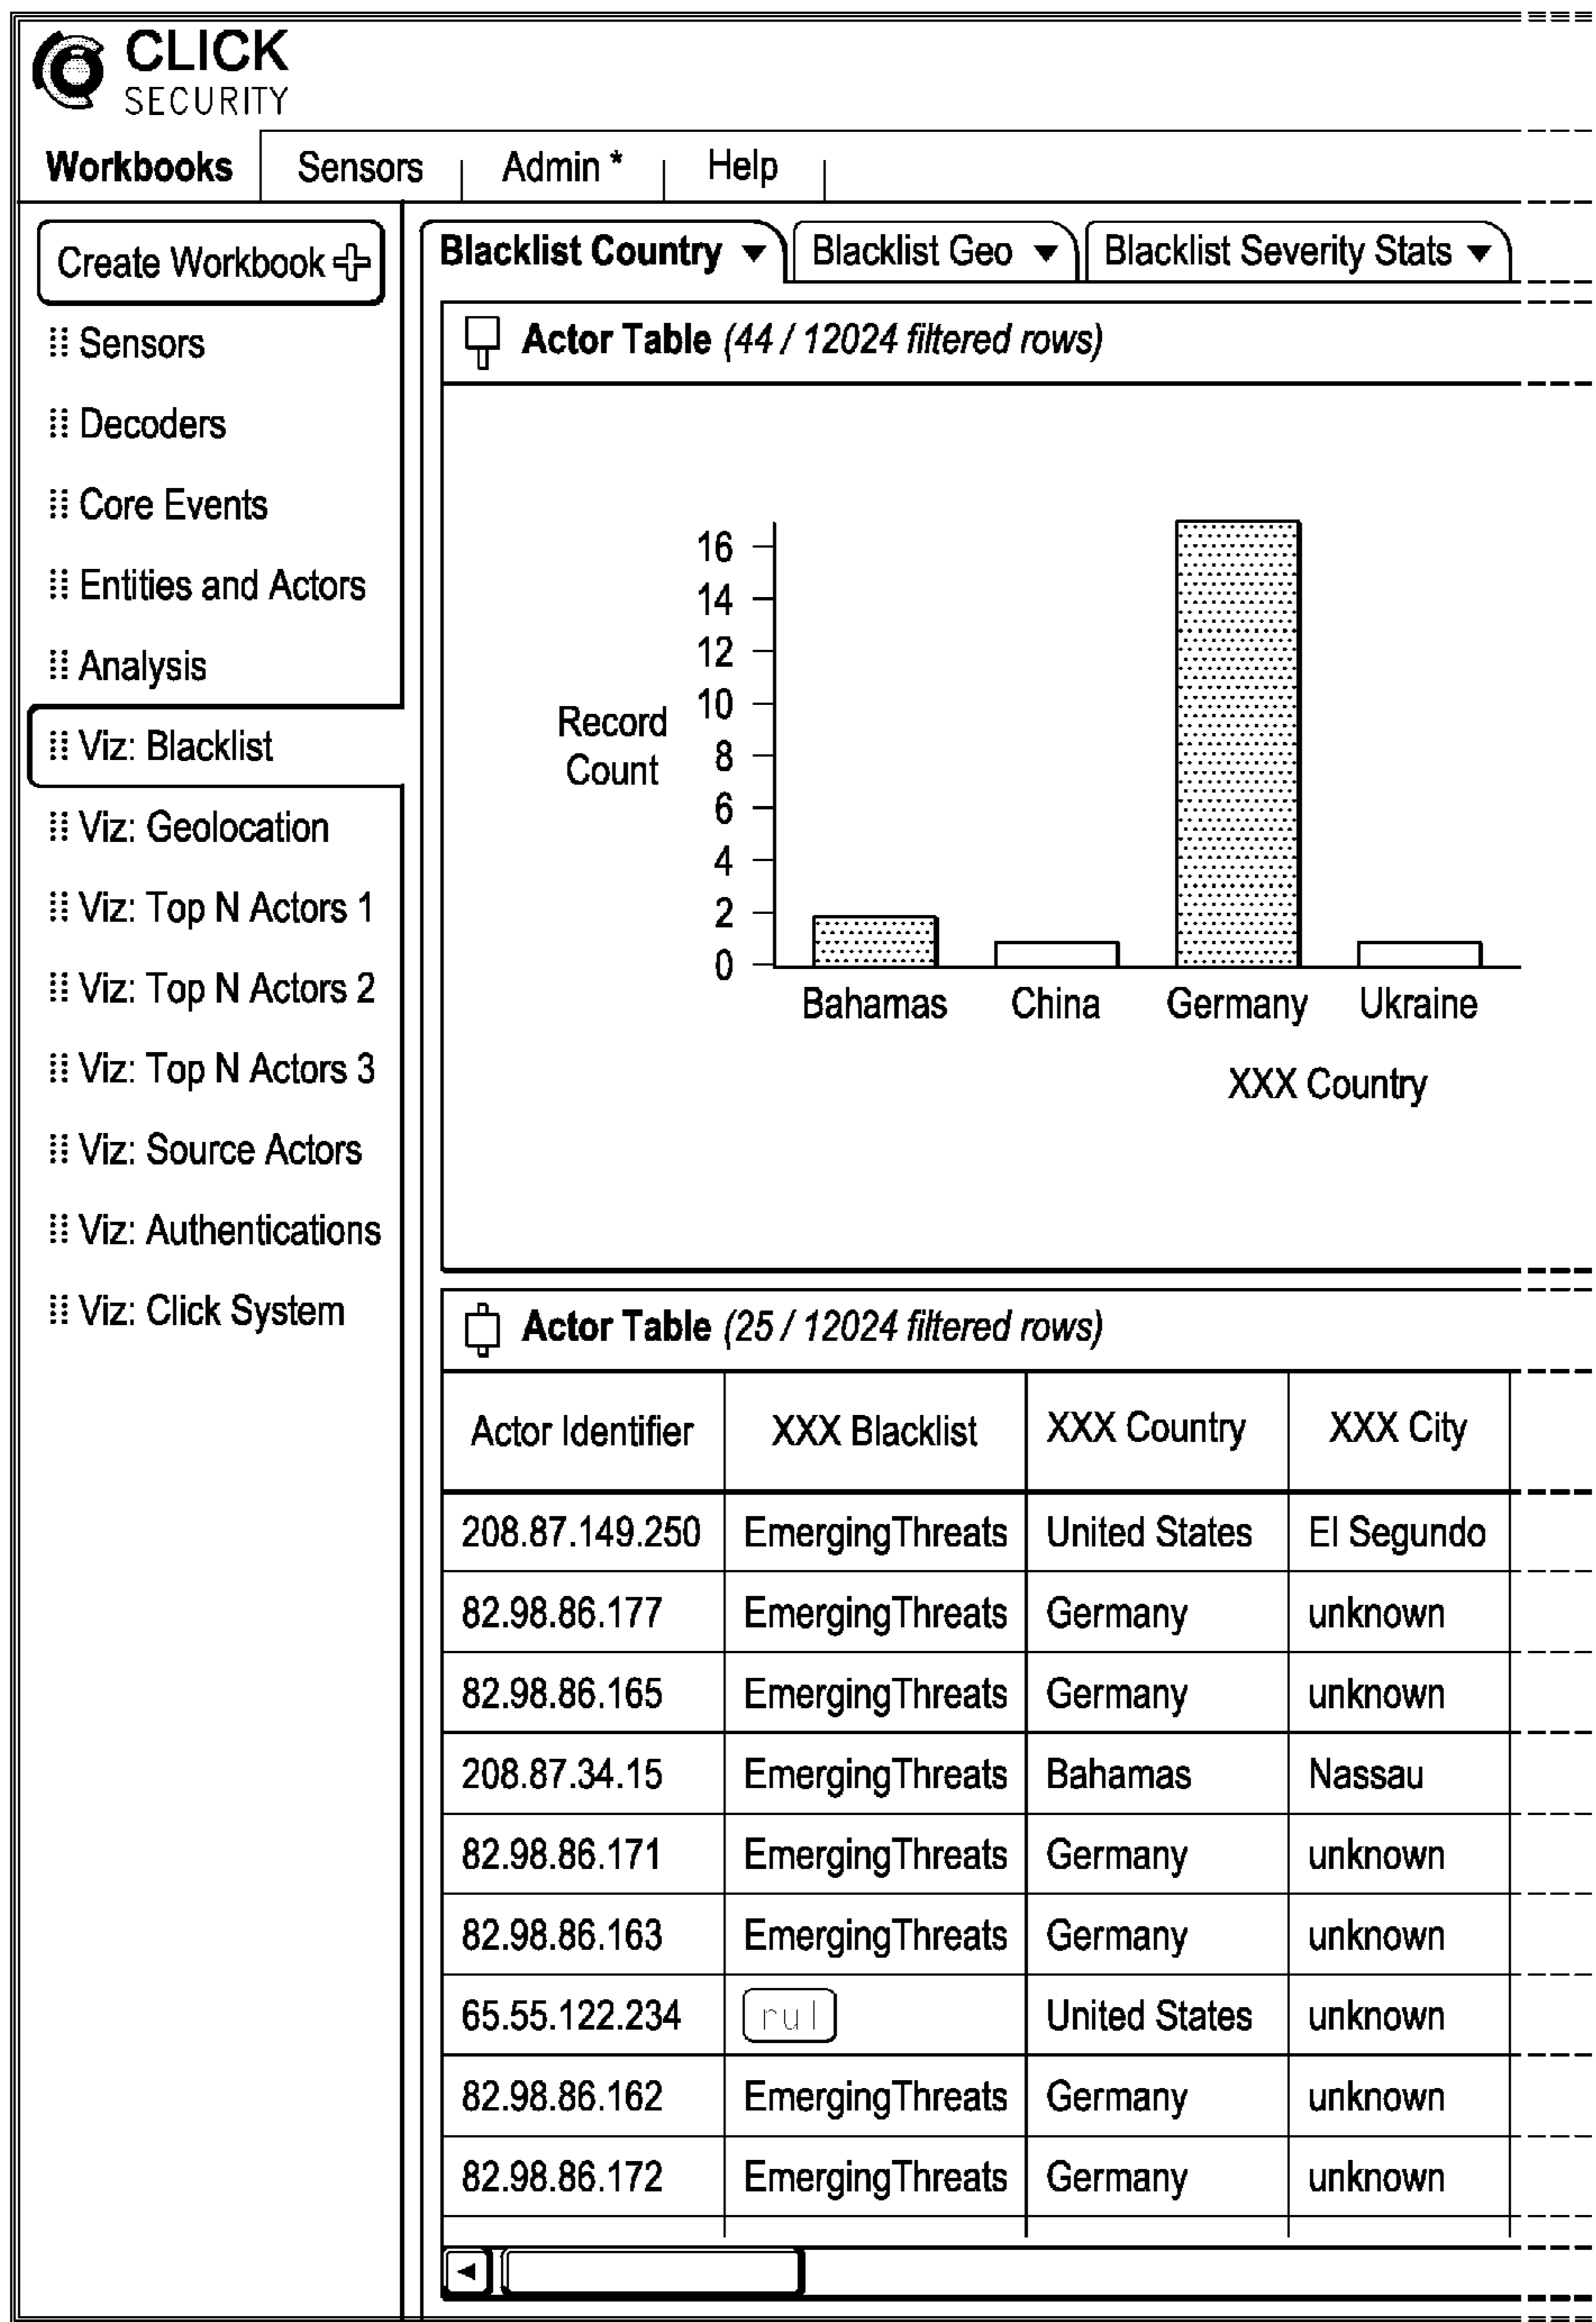 CLICK
SECURITY
Workbooks Sensors Admin * Help
Create Workbook
Sensors
Decoders
Core Events
Entities and Actors
Analysis
Viz: Blacklist
Viz: Geolocation
Viz: Top N Actors 1
Viz: Top N Actors 2
Viz: Top N Actors 3
Viz: Source Actors
Viz: Authentications
Viz: Click System
Blacklist Country Blacklist Geo Blacklist Severity Stats
Actor Table (44 / 12024 filtered rows)
16
14
12
10
8
6
4
2
0
Record
Count
Bahamas China Germany Ukraine
XXX Country
Actor Table (25 / 12024 filtered rows)
Actor Identifier XXX Blacklist XXX Country XXX City
208.87.149.250 EmergingThreats United States El Segundo
82.98.86.177 EmergingThreats Germany unknown
82.98.86.165 EmergingThreats Germany unknown
208.87.34.15 EmergingThreats Bahamas Nassau
82.98.86.171 EmergingThreats Germany unknown
82.98.86.163 EmergingThreats Germany unknown
65.55.122.234 rul United States unknown
82.98.86.162 EmergingThreats Germany unknown
82.98.86.172 EmergingThreats Germany unknown